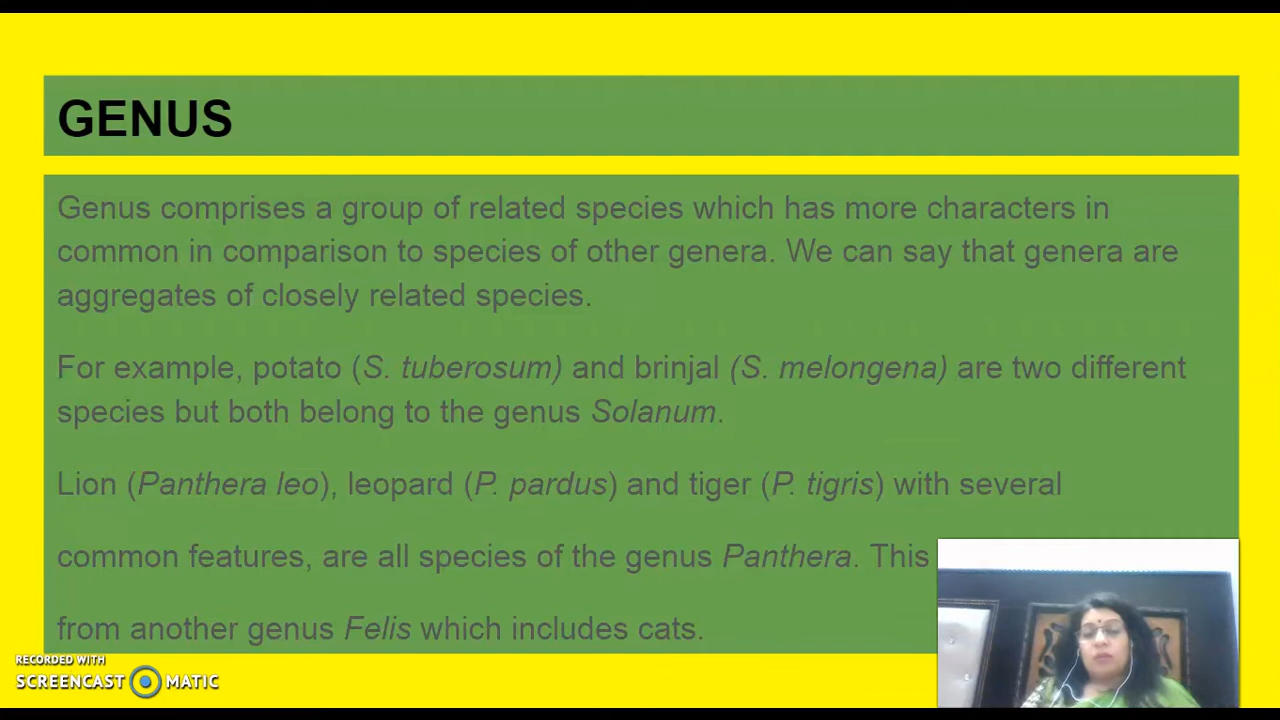 GENUS
Genus comprises a group of related species which has more characters in
common in comparison to species of other genera. We can say that genera are
aggregates of closely related species.
For example, potato (S. tuberosum) and brinjal (S. melongena) are two different
species but both belong to the genus Solanum.
Lion (Panthera leo), leopard (P. pardus) and tiger (P. tigris) with several
common features, are all species of the genus Panthera. This
from another genus Felis which includes cats.
RECORDED WITH
SCREENCAST MATIC